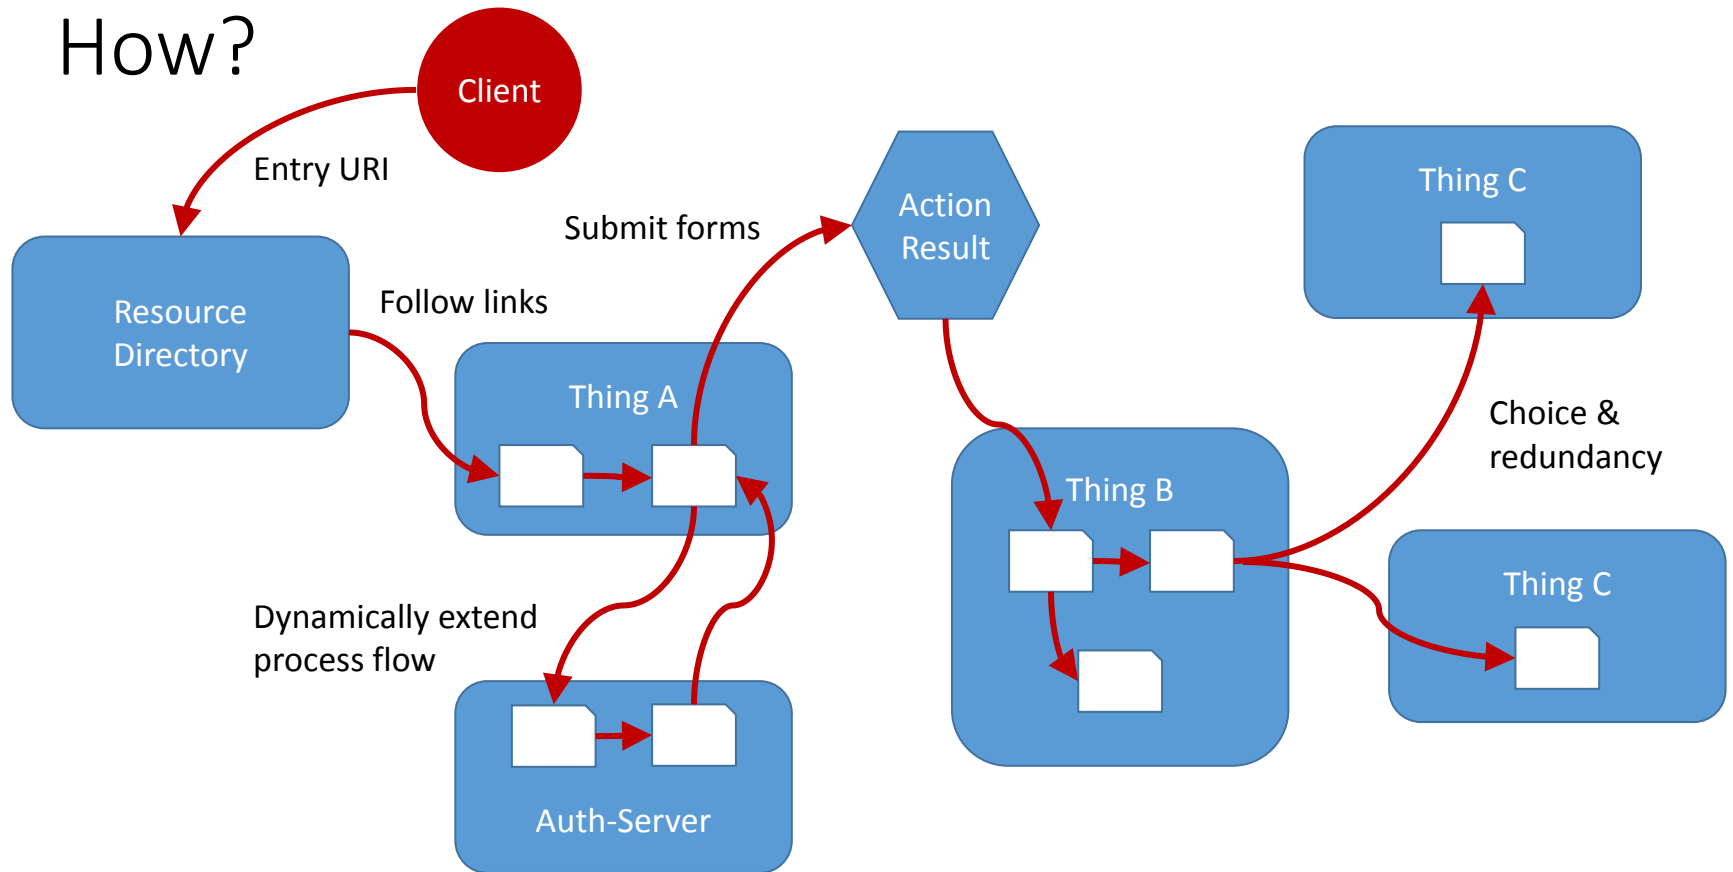 How?
Client
Entry URI
Submit forms
Action
Result
Thing C
Resource
Directory
Follow links
Thing A
Choice &
redundancy
Thing B
Thing C
Dynamically extend
process flow
Auth-Server